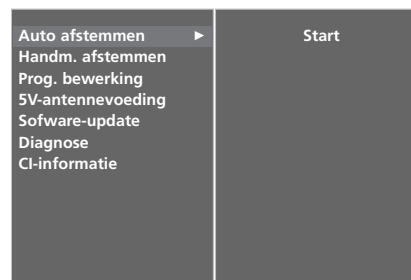 Auto afstemmen ► Start
Handm. afstemmen
Prog. bewerking
5V-antennevoeding
Sofware-update
Diagnose
CI-informatie